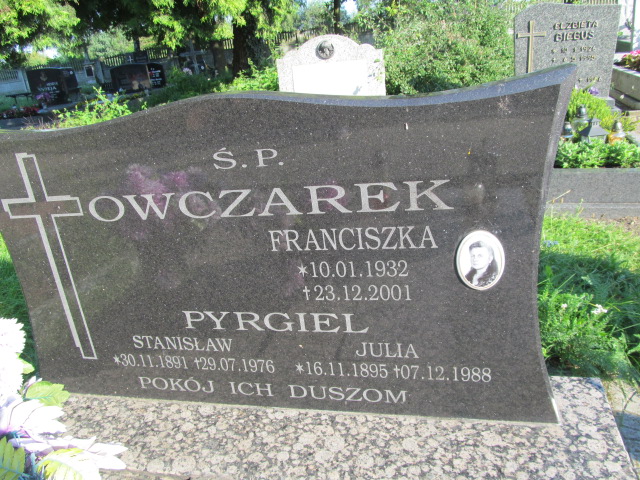 Ś.P.
OWCZAREK
FRANCISZKA
*10.01.1932
†23.12.2001
PYRGIEL
STANISŁAW
*30.11.1891 †29.07.1976
JULIA
*16.11.1895 †07.12.1988
POKÓJ ICH DUSZOM
ELŻBIETA